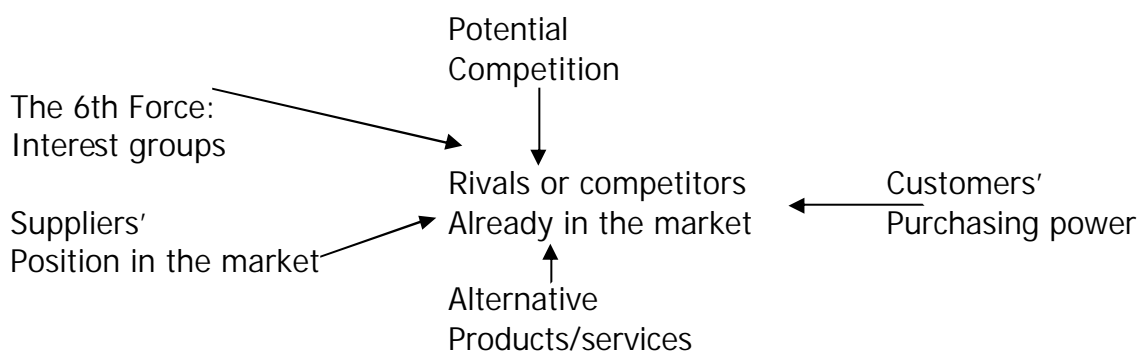 Potential
Competition
The 6th Force:
Interest groups
Rivals or competitors
Already in the market
Customers'
Purchasing power
Suppliers'
Position in the market
Alternative
Products/services